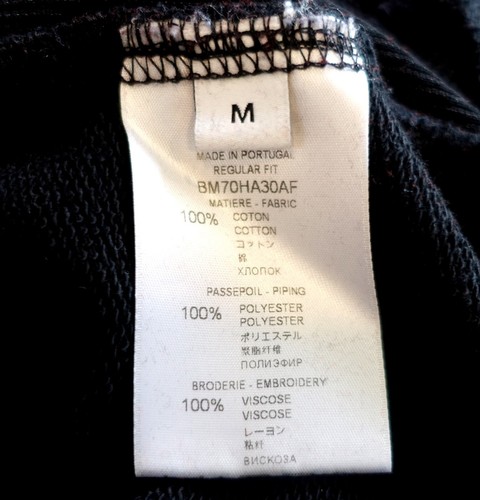 M
MADE IN PORTUGAL
REGULAR FIT
BM70HA30AF
MATIERE - FABRIC
100% COTON
COTTON
コットン
棉
ХЛОПОК
PASSEPOIL - PIPING
100% POLYESTER
POLYESTER
ポリエステル
聚脂纤维
ПОЛИЭФИР
BRODERIE - EMBROIDERY
100% VISCOSE
VISCOSE
レーヨン
粘纤
ВИСКОЗА